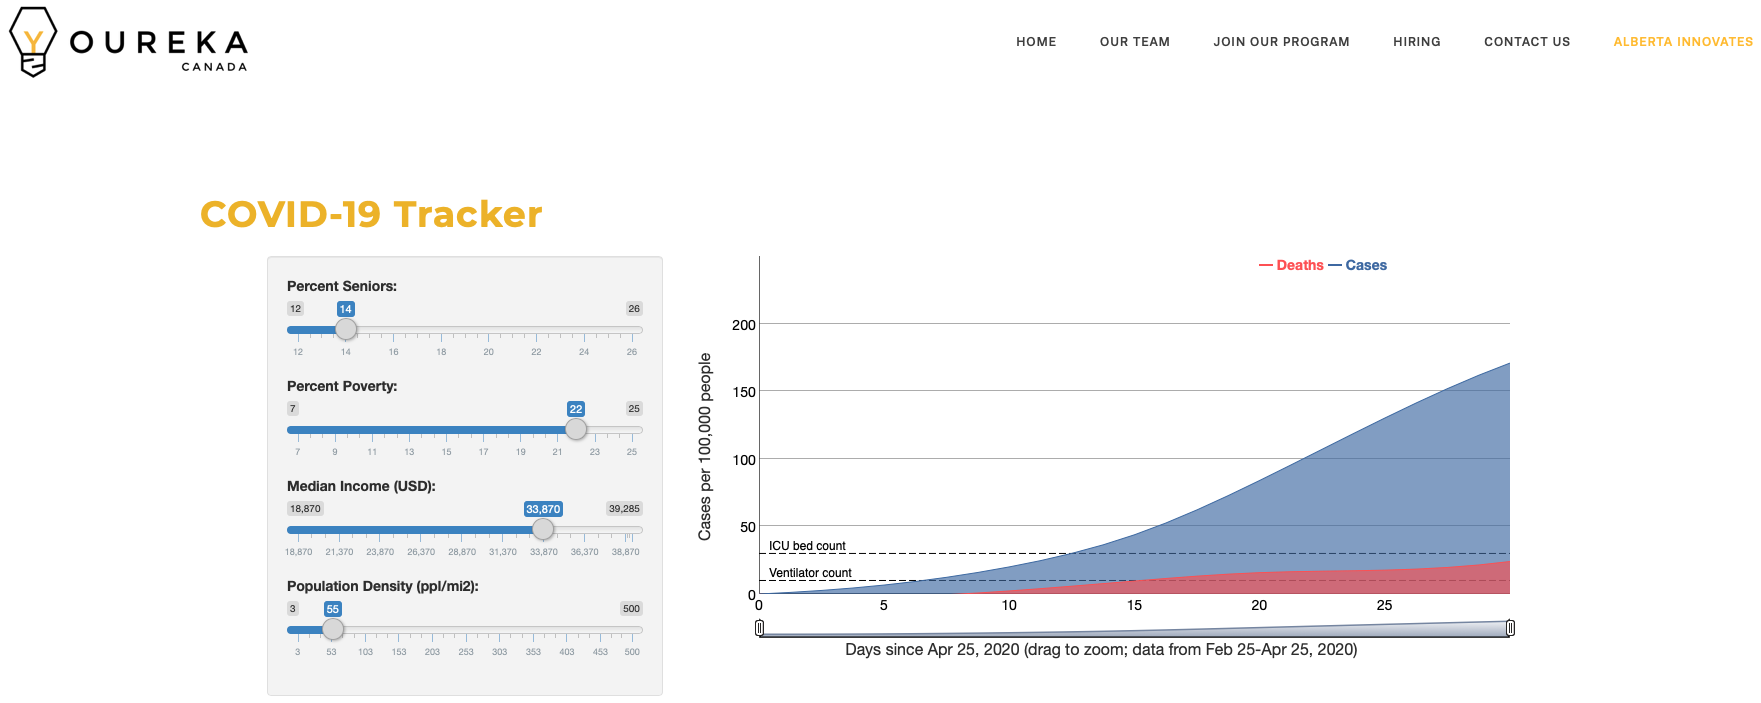 YOUREKA
CANADA
HOME OUR TEAM JOIN OUR PROGRAM HIRING CONTACT US ALBERTA INNOVATES
COVID-19 Tracker
Percent Seniors:
12 14 26
12 14 16 18 20 22 24 26
Percent Poverty:
7 22 25
7 9 11 13 15 17 19 21 23 25
Median Income (USD):
18,870 33,870 39,285
18,870 21,370 23,870 26,370 28,870 31,370 33,870 36,370 38,870
Population Density (ppl/mi2):
3 55 500
3 53 103 153 203 253 303 353 403 453 500
Deaths Cases
Cases per 100,000 people
200
150
100
50
ICU bed count
Ventilator count
0
0 5 10 15 20 25
Days since Apr 25, 2020 (drag to zoom; data from Feb 25-Apr 25, 2020)